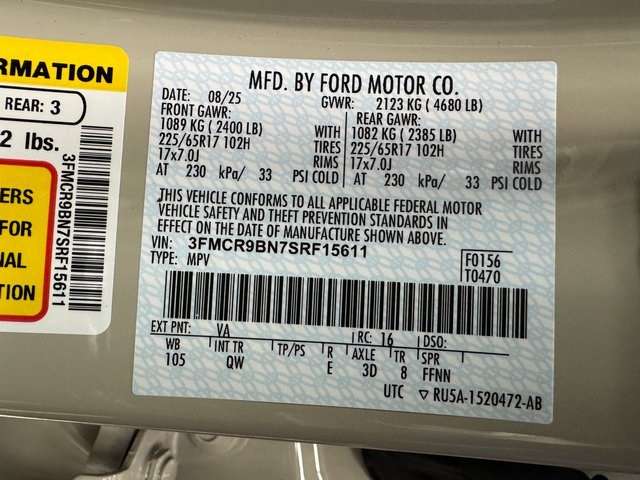 RMATION
REAR: 3
2 lbs.
ERS
FOR
NAL
TION
3FMCR9BN7SRF15611
MFD. BY FORD MOTOR CO.
DATE: 08/25 GVWR: 2123 KG ( 4680 LB)
FRONT GAWR: REAR GAWR:
1089 KG ( 2400 LB) WITH 1082 KG ( 2385 LB) WITH
225/65R17 102H TIRES 225/65R17 102H TIRES
17x7.0J RIMS 17x7.0J RIMS
AT 230 kPa/ 33 PSI COLD AT 230 kPa/ 33 PSI COLD
THIS VEHICLE CONFORMS TO ALL APPLICABLE FEDERAL MOTOR
VEHICLE SAFETY AND THEFT PREVENTION STANDARDS IN
EFFECT ON THE DATE OF MANUFACTURE SHOWN ABOVE.
VIN: 3FMCR9BN7SRF15611 F0156
TYPE: MPV T0470
EXT PNT: VA RC: 16 DSO:
WB INT TR TP/PS R AXLE TR SPR
105 QW E 3D 8 FFNN
UTC ▽ RU5A-1520472-AB